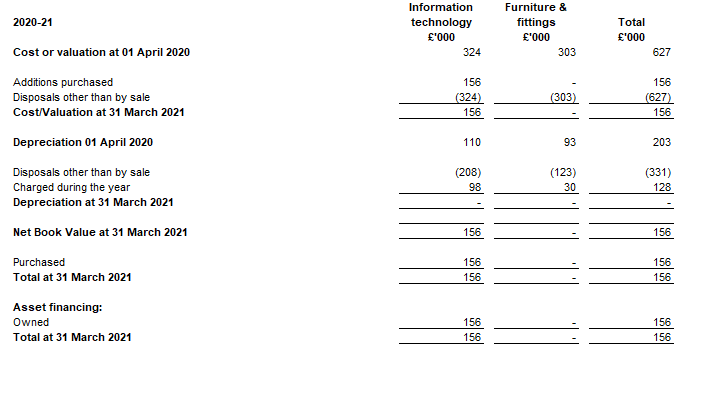 Information Furniture &
2020-21 technology fittings Total
£'000 £'000 £'000
Cost or valuation at 01 April 2020 324 303 627
Additions purchased 156 - 156
Disposals other than by sale (324) (303) (627)
Cost/Valuation at 31 March 2021 156 - 156
Depreciation 01 April 2020 110 93 203
Disposals other than by sale (208) (123) (331)
Charged during the year 98 30 128
Depreciation at 31 March 2021 - - -
Net Book Value at 31 March 2021 156 - 156
Purchased 156 - 156
Total at 31 March 2021 156 - 156
Asset financing:
Owned 156 - 156
Total at 31 March 2021 156 - 156